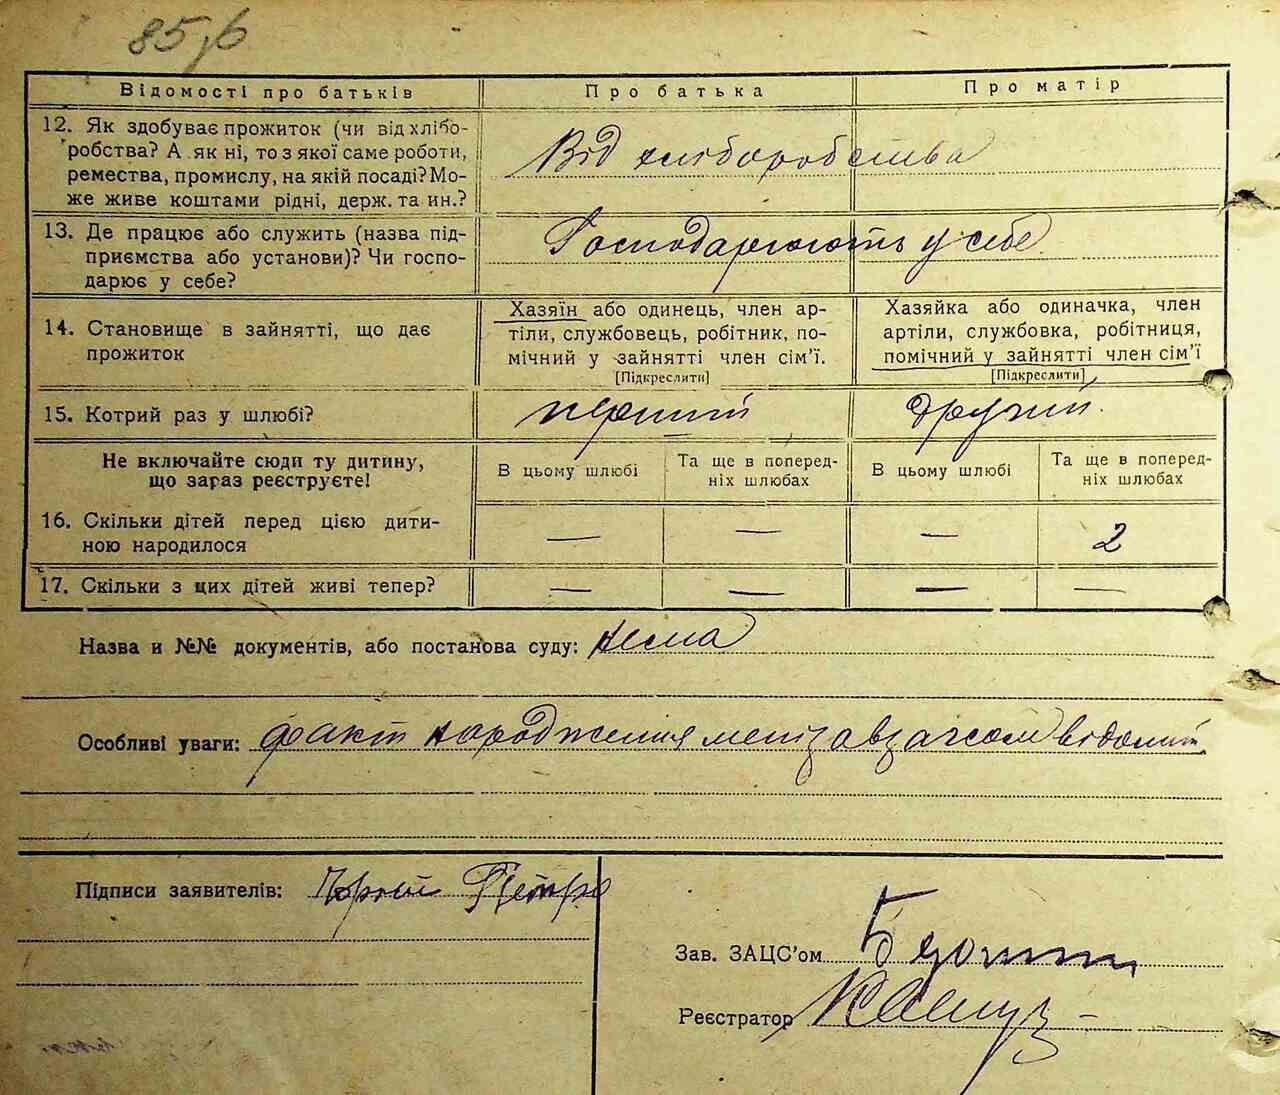 85
Відомості про батьків
Про батька
Про матір
12. Як здобуває прожиток (чи від хлібо-
робства? А як ні, то з якої саме роботи,
ремества, промислу, на якій посаді? Мо-
же живе коштами рідні, держ. та ин.?
Від хліборобства
13. Де працює або служить (назва під-
приємства або установи)? Чи госпо-
дарює у себе?
Господарюють у себе
14. Становище в зайнятті, що дає
прожиток
Хазяїн або одинець, член ар-
тіли, службовець, робітник, по-
мічний у зайнятті член сім'ї.
[Підкреслити]
Хазяйка або одиначка, член
артіли, службовка, робітниця,
помічний у зайнятті член сім'ї
[Підкреслити]
15. Котрий раз у шлюбі?
перший
другий
Не включайте сюди ту дитину,
що зараз реєструєте!
В цьому шлюбі
Та ще в поперед-
ніх шлюбах
В цьому шлюбі
Та ще в поперед-
ніх шлюбах
16. Скільки дітей перед цією дити-
ною народилося
— — — 2
17. Скільки з цих дітей живі тепер?
— — — —
Назва и №№ документів, або постанова суду: нема
Особливі уваги: факт народження мені завзагсом відомий
Підписи заявителів: Петро
Зав. ЗАЦС'ом
Реєстратор